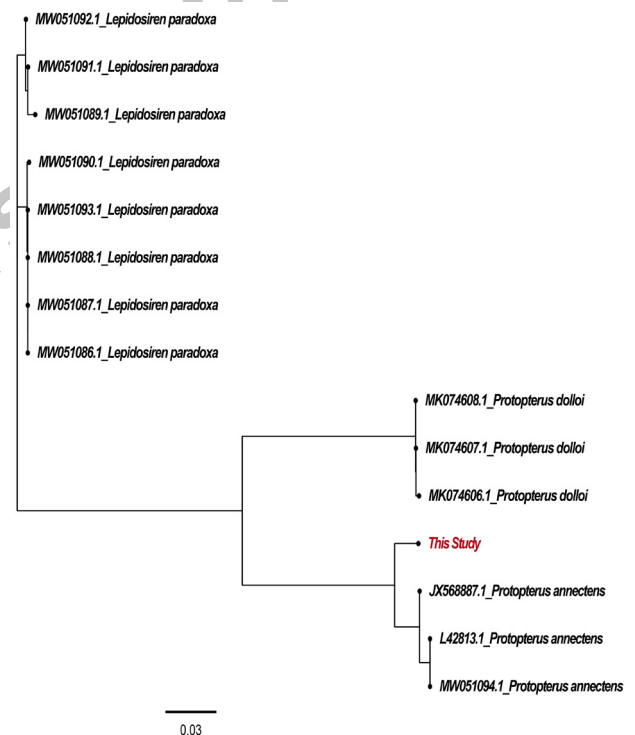 MW051092.1_Lepidosiren paradoxa
MW051091.1_Lepidosiren paradoxa
MW051089.1_Lepidosiren paradoxa
MW051090.1_Lepidosiren paradoxa
MW051093.1_Lepidosiren paradoxa
MW051088.1_Lepidosiren paradoxa
MW051087.1_Lepidosiren paradoxa
MW051086.1_Lepidosiren paradoxa
MK074608.1_Protopterus dolloi
MK074607.1_Protopterus dolloi
MK074606.1_Protopterus dolloi
This Study
JX568887.1_Protopterus annectens
L42813.1_Protopterus annectens
MW051094.1_Protopterus annectens
0.03